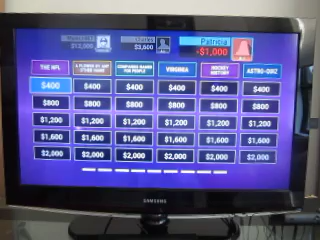 $3,600
Patricia
-$1,000
THE NFL
A FLOWER BY ANY OTHER NAME
COMPANIES NAMED FOR PEOPLE
VIRGINIA
HOCKEY HISTORY
ASTRO-QUIZ
$400 $400 $400 $400 $400 $400
$800 $800 $800 $800 $800 $800
$1,200 $1,200 $1,200 $1,200 $1,200 $1,200
$1,600 $1,600 $1,600 $1,600 $1,600 $1,600
$2,000 $2,000 $2,000 $2,000 $2,000 $2,000
SAMSUNG